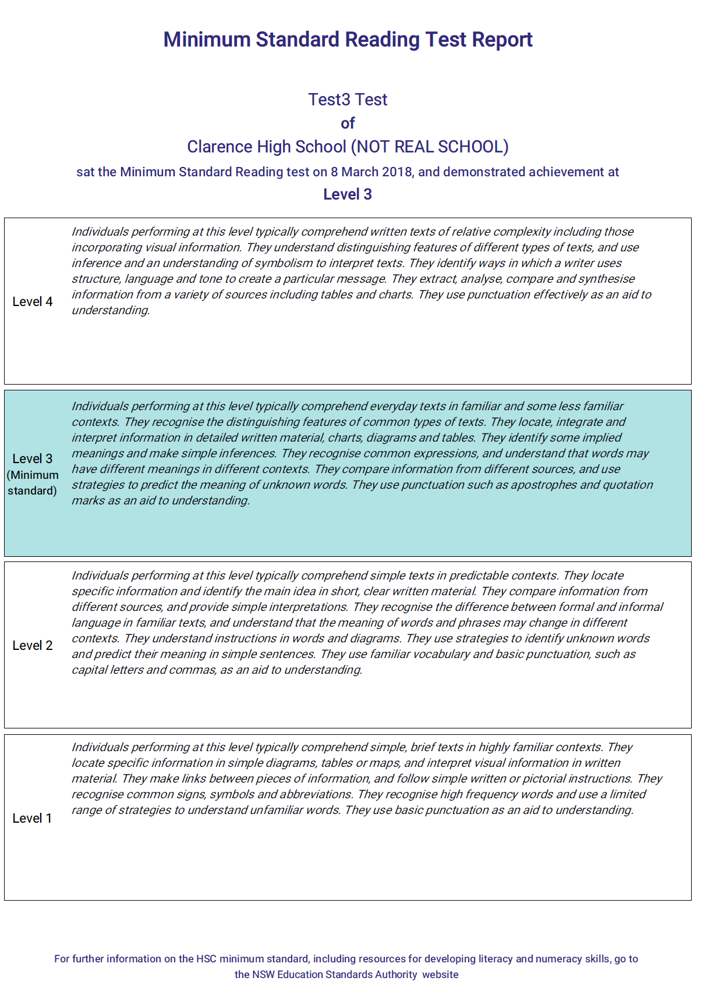 Minimum Standard Reading Test Report
Test3 Test
of
Clarence High School (NOT REAL SCHOOL)
sat the Minimum Standard Reading test on 8 March 2018, and demonstrated achievement at
Level 3
Level 4
Individuals performing at this level typically comprehend written texts of relative complexity including those
incorporating visual information. They understand distinguishing features of different types of texts, and use
inference and an understanding of symbolism to interpret texts. They identify ways in which a writer uses
structure, language and tone to create a particular message. They extract, analyse, compare and synthesise
information from a variety of sources including tables and charts. They use punctuation effectively as an aid to
understanding.
Level 3
(Minimum
standard)
Individuals performing at this level typically comprehend everyday texts in familiar and some less familiar
contexts. They recognise the distinguishing features of common types of texts. They locate, integrate and
interpret information in detailed written material, charts, diagrams and tables. They identify some implied
meanings and make simple inferences. They recognise common expressions, and understand that words may
have different meanings in different contexts. They compare information from different sources, and use
strategies to predict the meaning of unknown words. They use punctuation such as apostrophes and quotation
marks as an aid to understanding.
Level 2
Individuals performing at this level typically comprehend simple texts in predictable contexts. They locate
specific information and identify the main idea in short, clear written material. They compare information from
different sources, and provide simple interpretations. They recognise the difference between formal and informal
language in familiar texts, and understand that the meaning of words and phrases may change in different
contexts. They understand instructions in words and diagrams. They use strategies to identify unknown words
and predict their meaning in simple sentences. They use familiar vocabulary and basic punctuation, such as
capital letters and commas, as an aid to understanding.
Level 1
Individuals performing at this level typically comprehend simple, brief texts in highly familiar contexts. They
locate specific information in simple diagrams, tables or maps, and interpret visual information in written
material. They make links between pieces of information, and follow simple written or pictorial instructions. They
recognise common signs, symbols and abbreviations. They recognise high frequency words and use a limited
range of strategies to understand unfamiliar words. They use basic punctuation as an aid to understanding.
For further information on the HSC minimum standard, including resources for developing literacy and numeracy skills, go to
the NSW Education Standards Authority website